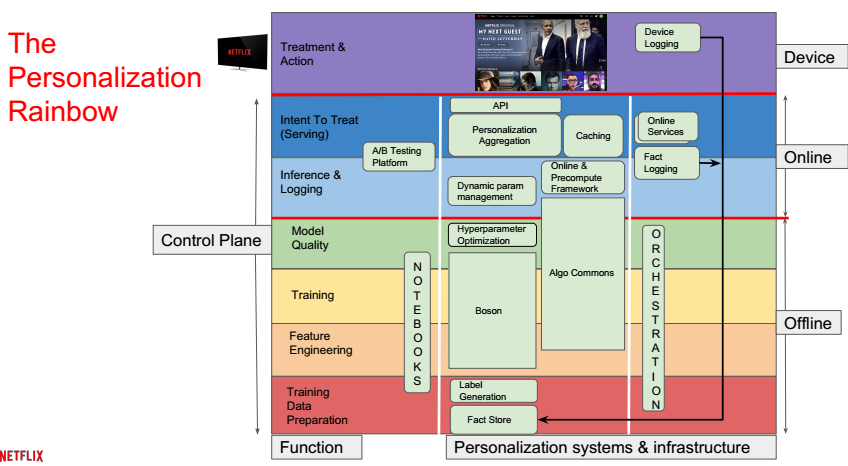 The
Personalization
Rainbow
NETFLIX
Treatment &
Action
MY NEXT GUEST
Device
Logging
Device
Intent To Treat
(Serving)
API
Personalization
Aggregation
Caching
Online
Services
A/B Testing
Platform
Fact
Logging
Online
Inference &
Logging
Dynamic param
management
Online &
Precompute
Framework
Control Plane
Model
Quality
Hyperparameter
Optimization
Algo Commons
NOTEBOOKS
ORCHESTRATION
Training
Boson
Offline
Feature
Engineering
Training
Data
Preparation
Label
Generation
Fact Store
Function
Personalization systems & infrastructure
NETFLIX